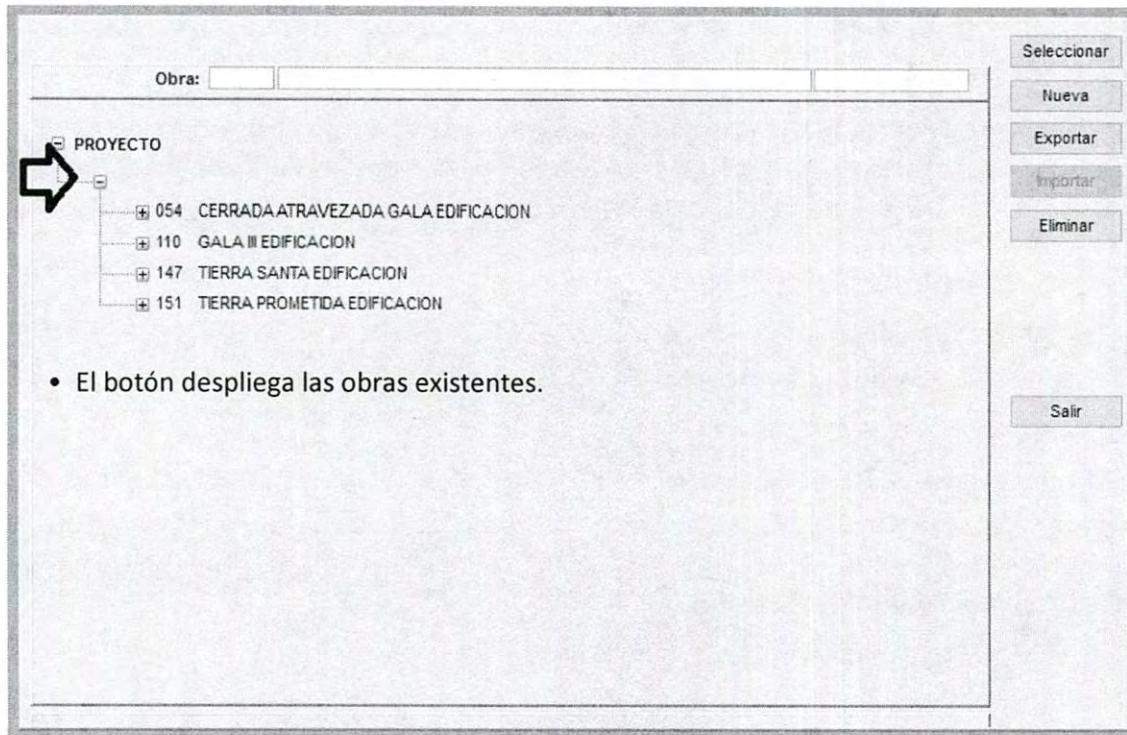 Obra:
Seleccionar
Nueva
Exportar
Importar
Eliminar
Salir
PROYECTO
054 CERRADA ATRAVEZADA GALA EDIFICACION
110 GALA III EDIFICACION
147 TIERRA SANTA EDIFICACION
151 TIERRA PROMETIDA EDIFICACION
• El botón despliega las obras existentes.